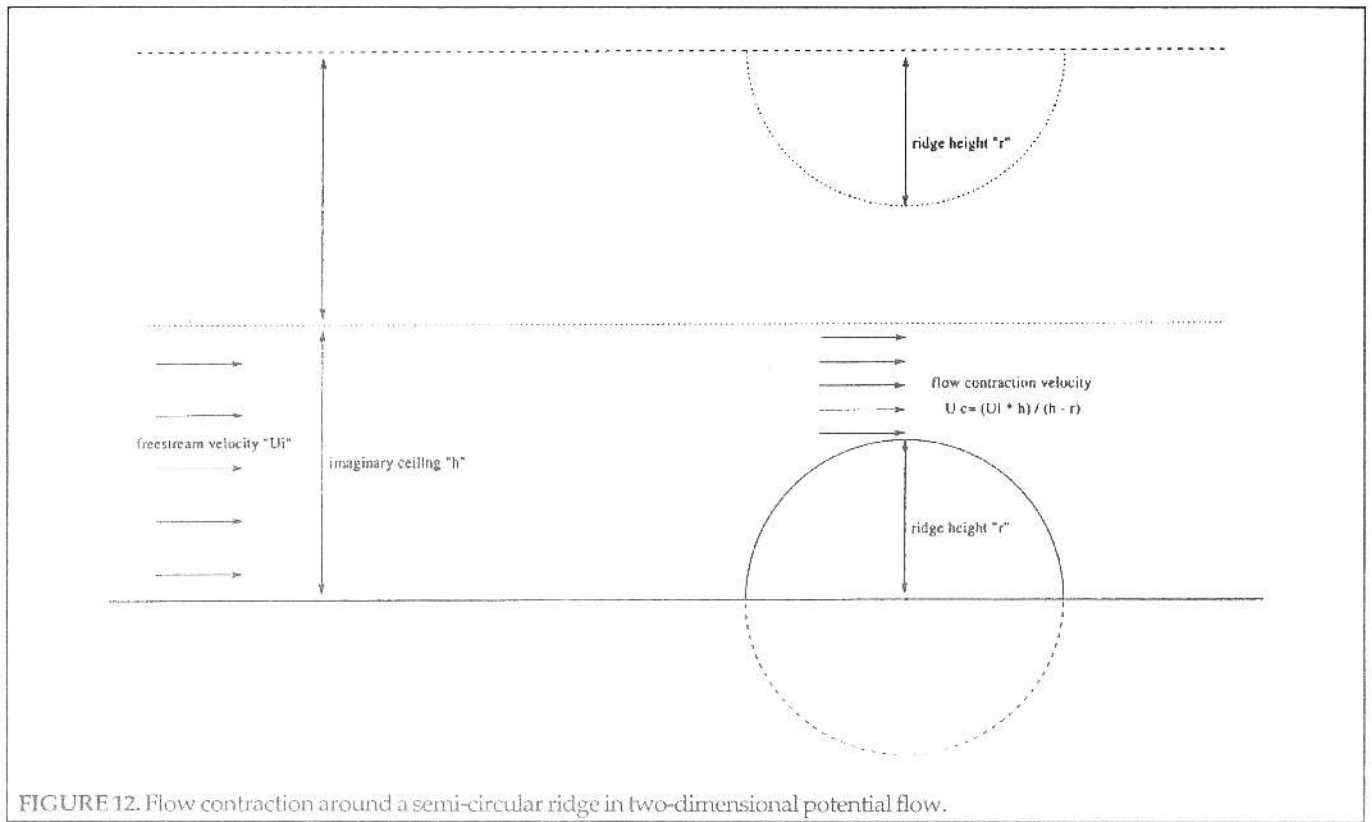 ridge height "r"
flow contraction velocity
U c= (Ui * h) / (h - r)
freestream velocity "Ui"
imaginary ceiling "h"
ridge height "r"
FIGURE 12. Flow contraction around a semi-circular ridge in two-dimensional potential flow.